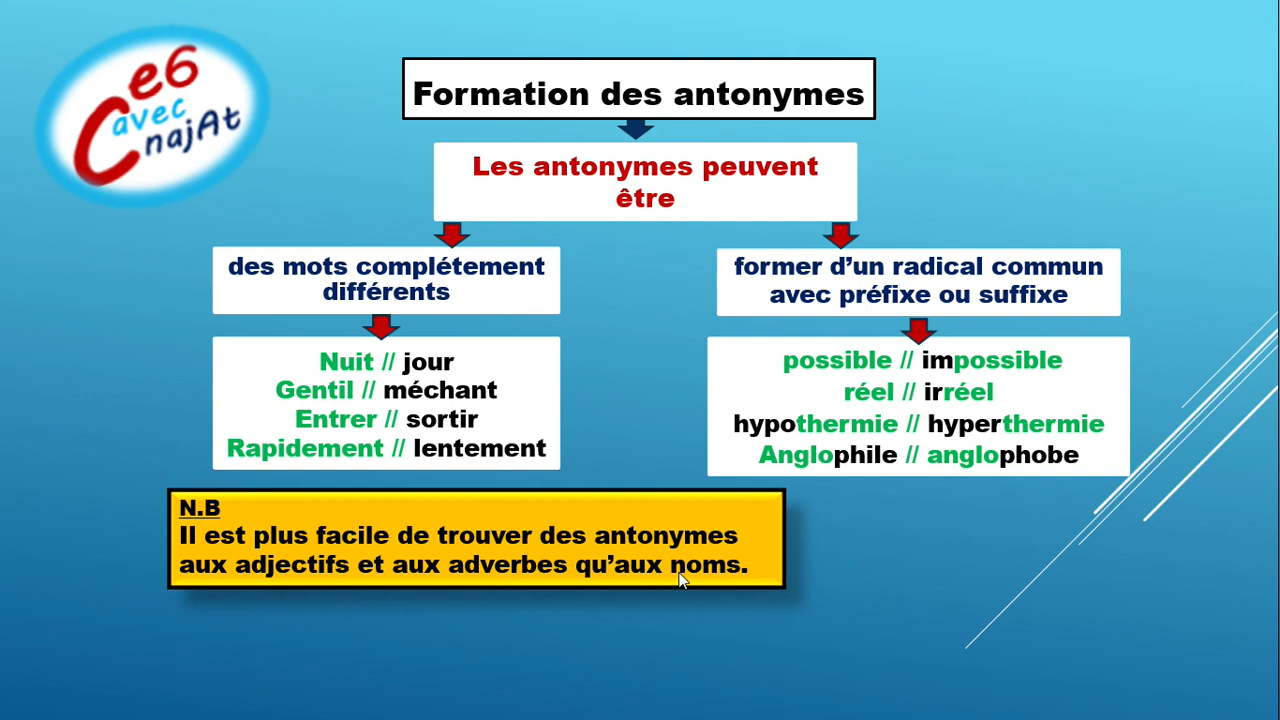 Ce6
avec
najAt
Formation des antonymes
Les antonymes peuvent
être
des mots complétement
différents
former d’un radical commun
avec préfixe ou suffixe
Nuit // jour
Gentil // méchant
Entrer // sortir
Rapidement // lentement
possible // impossible
réel // irréel
hypothermie // hyperthermie
Anglophile // anglophobe
N.B
Il est plus facile de trouver des antonymes
aux adjectifs et aux adverbes qu’aux noms.